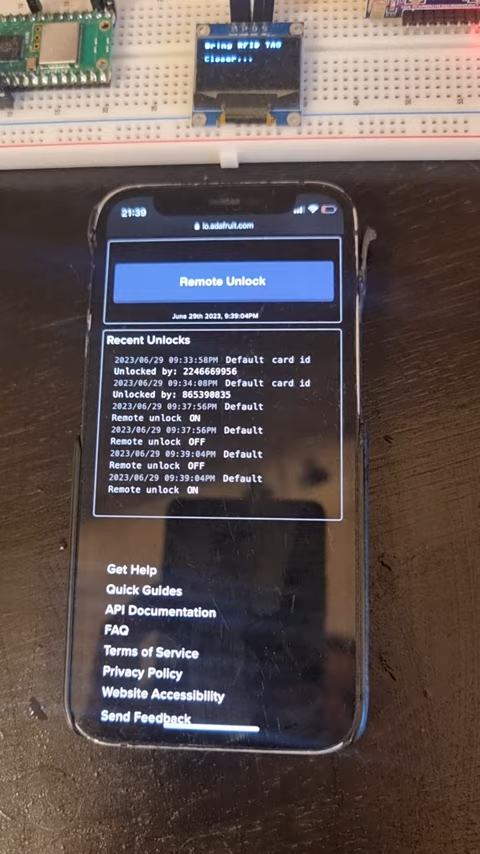 Bring RFID TAG
Closer...
21:39
io.adafruit.com
Remote Unlock
June 29th 2023, 9:39:04PM
Recent Unlocks
2023/06/29 09:33:58PM Default card id
Unlocked by: 2246669956
2023/06/29 09:34:08PM Default card id
Unlocked by: 865390835
2023/06/29 09:37:56PM Default
Remote unlock ON
2023/06/29 09:37:56PM Default
Remote unlock OFF
2023/06/29 09:39:04PM Default
Remote unlock OFF
2023/06/29 09:39:04PM Default
Remote unlock ON
Get Help
Quick Guides
API Documentation
FAQ
Terms of Service
Privacy Policy
Website Accessibility
Send Feedback